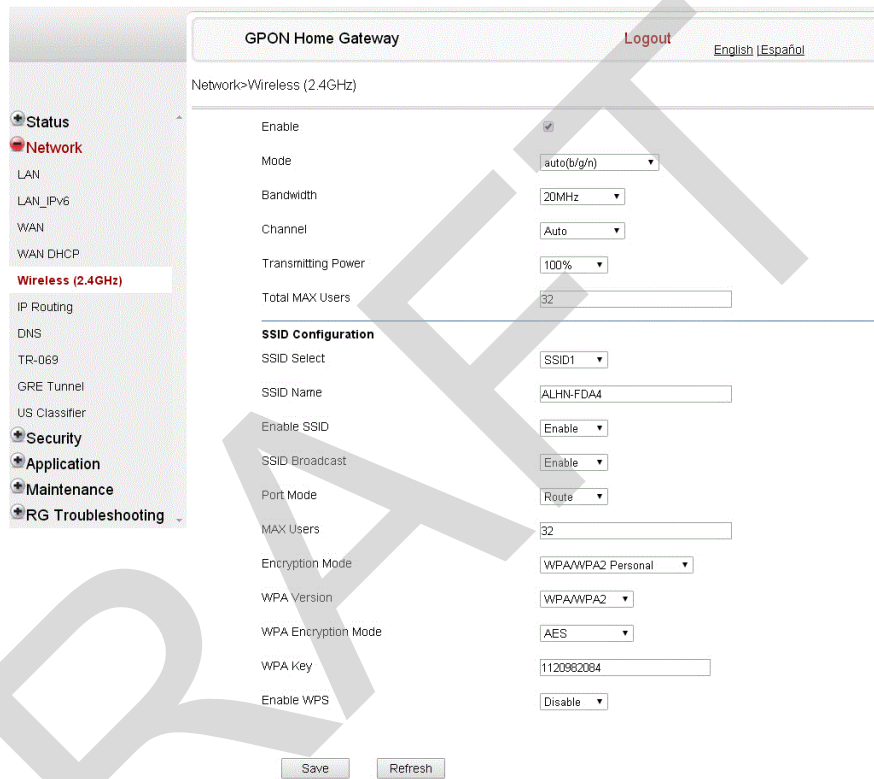 GPON Home Gateway Logout English | Español
Network>Wireless (2.4GHz)
Status
Network
LAN
LAN_IPv6
WAN
WAN DHCP
Wireless (2.4GHz)
IP Routing
DNS
TR-069
GRE Tunnel
US Classifier
Security
Application
Maintenance
RG Troubleshooting
Enable
Mode auto(b/g/n)
Bandwidth 20MHz
Channel Auto
Transmitting Power 100%
Total MAX Users 32
SSID Configuration
SSID Select SSID1
SSID Name ALHN-FDA4
Enable SSID Enable
SSID Broadcast Enable
Port Mode Route
MAX Users 32
Encryption Mode WPA/WPA2 Personal
WPA Version WPA/WPA2
WPA Encryption Mode AES
WPA Key 1120982084
Enable WPS Disable
Save Refresh
RAFT